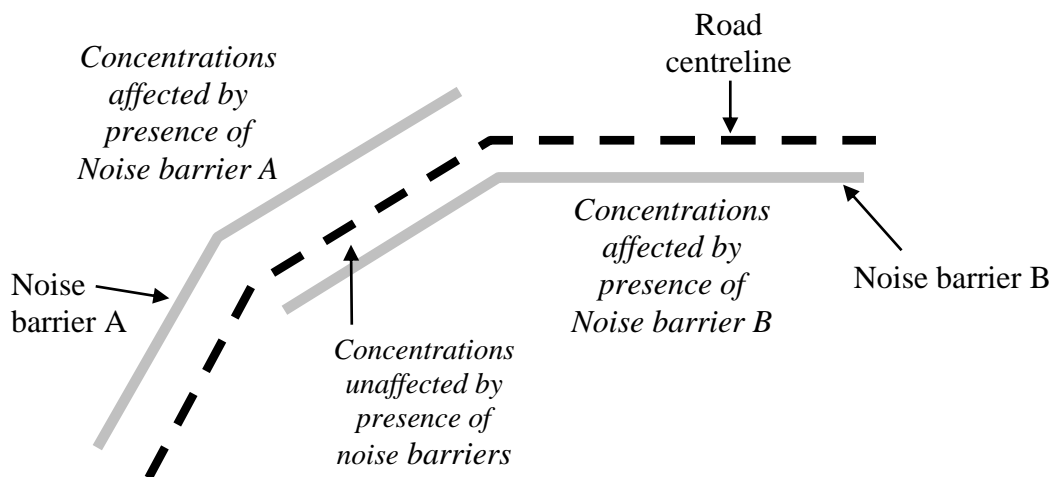 Concentrations
affected by
presence of
Noise barrier A
Road
centreline
Noise
barrier A
Concentrations
affected by
presence of
Noise barrier B
Noise barrier B
Concentrations
unaffected by
presence of
noise barriers